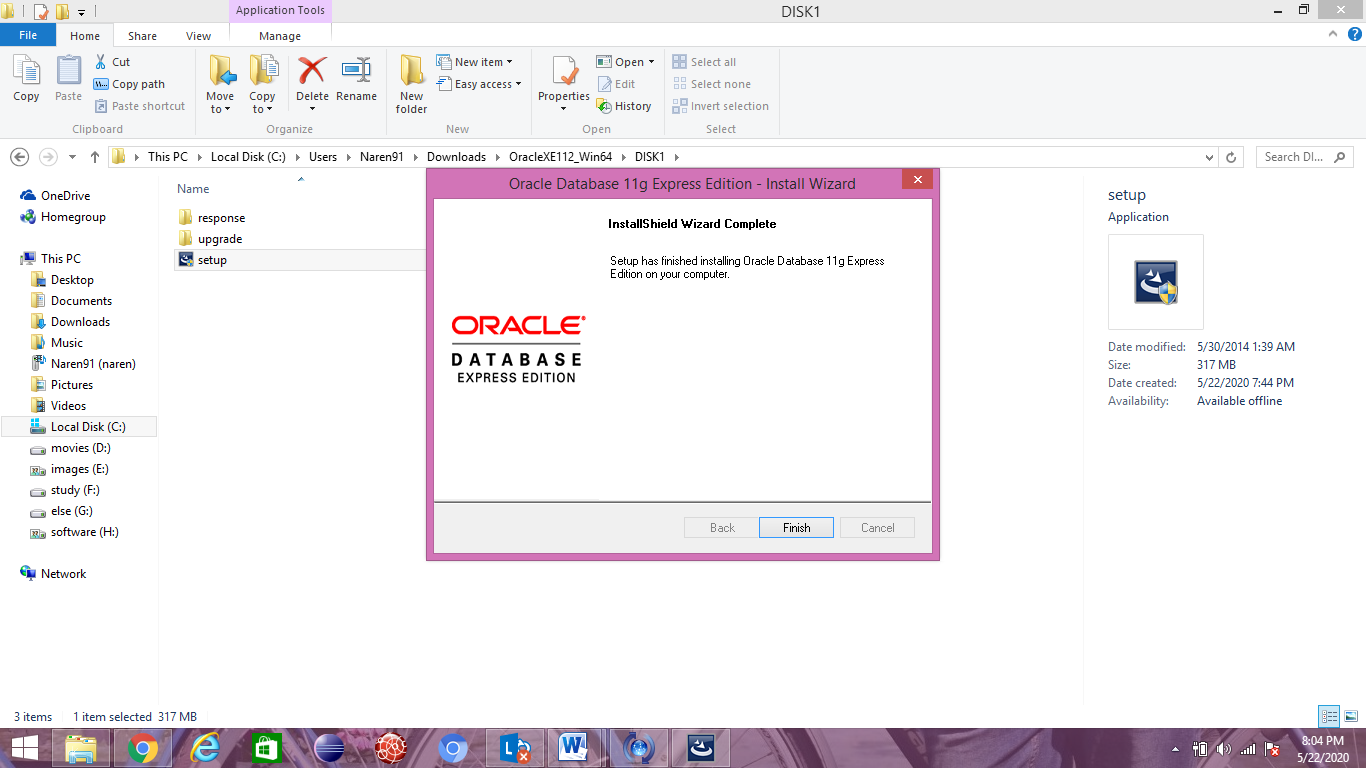 Application Tools
DISK1
File
Home
Share
View
Manage
Copy
Paste
Cut
Copy path
Paste shortcut
Clipboard
Move to
Copy to
Delete
Rename
Organize
New folder
New item
Easy access
New
Properties
Open
Edit
History
Open
Select all
Select none
Invert selection
Select
This PC
Local Disk (C:)
Users
Naren91
Downloads
OracleXE112_Win64
DISK1
Search DI...
OneDrive
Homegroup
This PC
Desktop
Documents
Downloads
Music
Naren91 (naren)
Pictures
Videos
Local Disk (C:)
movies (D:)
images (E:)
study (F:)
else (G:)
software (H:)
Network
Name
response
upgrade
setup
Oracle Database 11g Express Edition - Install Wizard
InstallShield Wizard Complete
Setup has finished installing Oracle Database 11g Express
Edition on your computer.
ORACLE®
DATABASE
EXPRESS EDITION
Back
Finish
Cancel
setup
Application
Date modified: 5/30/2014 1:39 AM
Size: 317 MB
Date created: 5/22/2020 7:44 PM
Availability: Available offline
3 items
1 item selected 317 MB
8:04 PM
5/22/2020